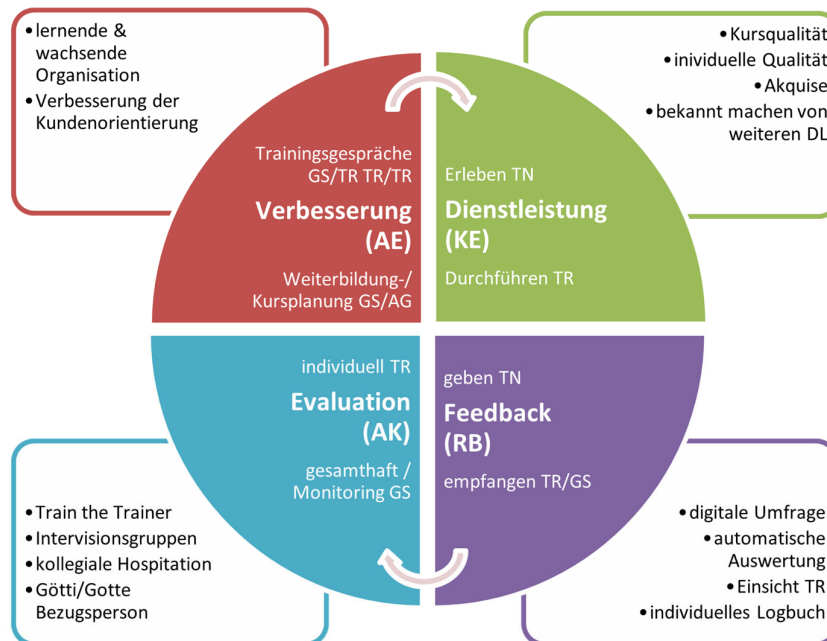 • lernende &
wachsende
Organisation
• Verbesserung der
Kundenorientierung
• Kursqualität
• inividuelle Qualität
• Akquise
• bekannt machen von
weiteren DL
Trainingsgespräche
GS/TR TR/TR
Verbesserung
(AE)
Weiterbildung-/
Kursplanung GS/AG
Erleben TN
Dienstleistung
(KE)
Durchführen TR
individuell TR
Evaluation
(AK)
gesamthaft /
Monitoring GS
geben TN
Feedback
(RB)
empfangen TR/GS
• Train the Trainer
• Intervisionsgruppen
• kollegiale Hospitation
• Götti/Gotte
Bezugsperson
• digitale Umfrage
• automatische
Auswertung
• Einsicht TR
• individuelles Logbuch